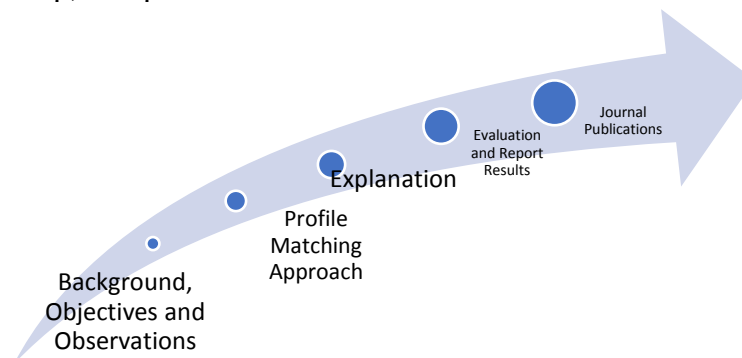 Background,
Objectives and
Observations
Profile
Matching
Approach
Explanation
Evaluation
and Report
Results
Journal
Publications